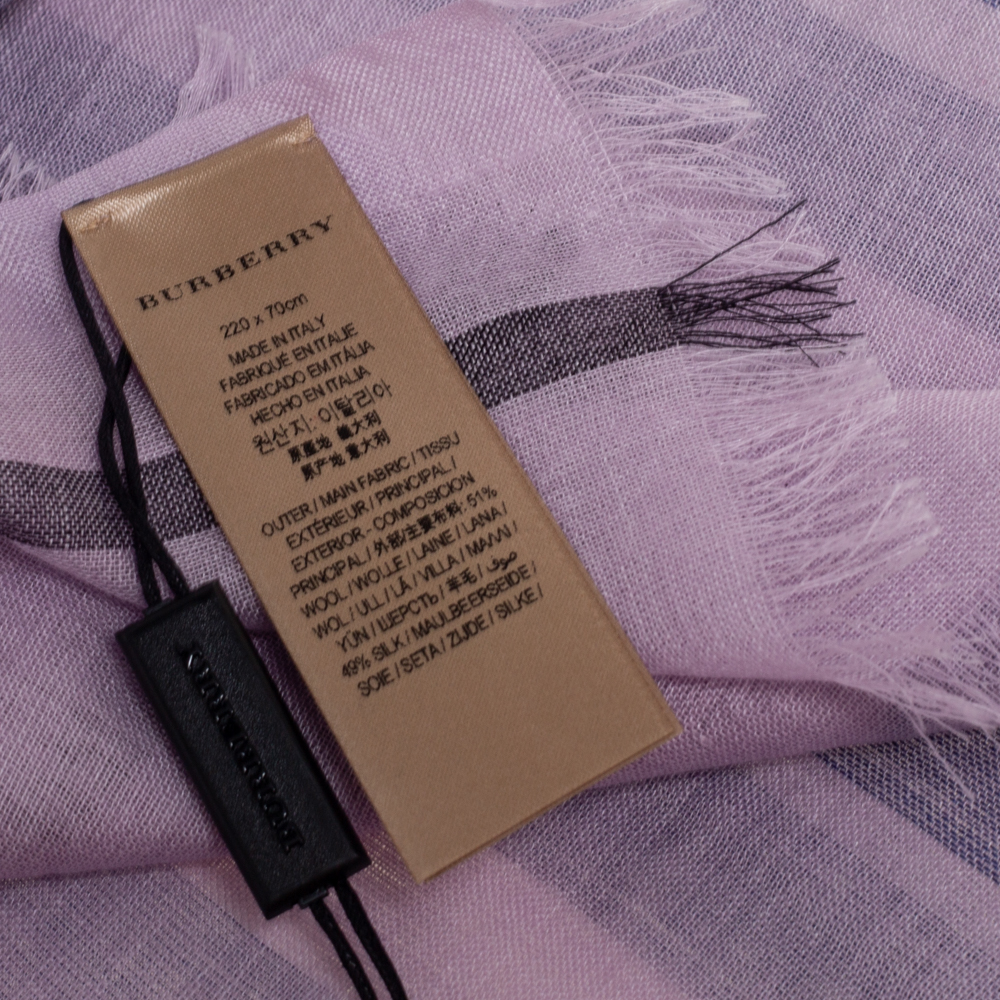 BURBERRY
220 x 70cm
MADE IN ITALY
FABRIQUÉ EN ITALIE
FABRICADO EM ITÁLIA
HECHO EN ITALIA
원산지: 이탈리아
原產地 義大利
原产地 意大利
OUTER / MAIN FABRIC / TISSU
EXTÉRIEUR / PRINCIPAL /
EXTERIOR - COMPOSICION
PRINCIPAL / 外部/主要布料: 51%
WOOL / WOLLE / LAINE / LANA /
WOL / ULL / LÃ / VILLA / ΜΑΛΛΙ /
YÜN / ШЕРСТЬ / 羊毛 / صوف /
49% SILK / MAULBEERSEIDE /
SOIE / SETA / ZIJDE / SILKE /
BURBERRY